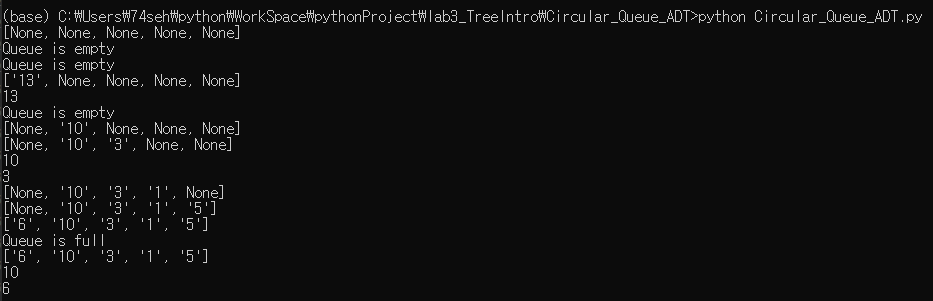 (base) C:₩Users₩74seh₩python₩WorkSpace₩pythonProject₩lab3_TreeIntro₩Circular_Queue_ADT>python Circular_Queue_ADT.py
[None, None, None, None, None]
Queue is empty
Queue is empty
['13', None, None, None, None]
13
Queue is empty
[None, '10', None, None, None]
[None, '10', '3', None, None]
10
3
[None, '10', '3', '1', None]
[None, '10', '3', '1', '5']
['6', '10', '3', '1', '5']
Queue is full
['6', '10', '3', '1', '5']
10
6